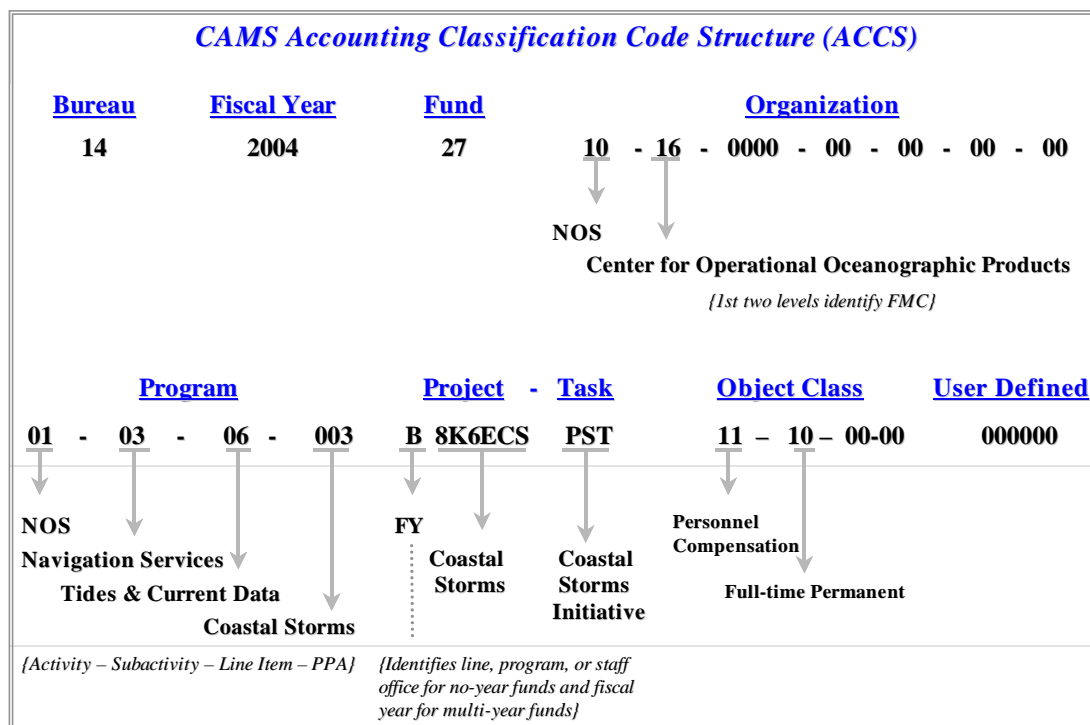 CAMS Accounting Classification Code Structure (ACCS)
Bureau Fiscal Year Fund Organization
14 2004 27 10 - 16 - 0000 - 00 - 00 - 00 - 00
NOS
Center for Operational Oceanographic Products
{1st two levels identify FMC}
Program Project - Task Object Class User Defined
01 - 03 - 06 - 003 B 8K6ECS PST 11 – 10 – 00-00 000000
NOS
Navigation Services
Tides & Current Data
Coastal Storms
FY
Coastal
Storms
Coastal
Storms
Initiative
Personnel
Compensation
Full-time Permanent
{Activity – Subactivity – Line Item – PPA}
{Identifies line, program, or staff
office for no-year funds and fiscal
year for multi-year funds}